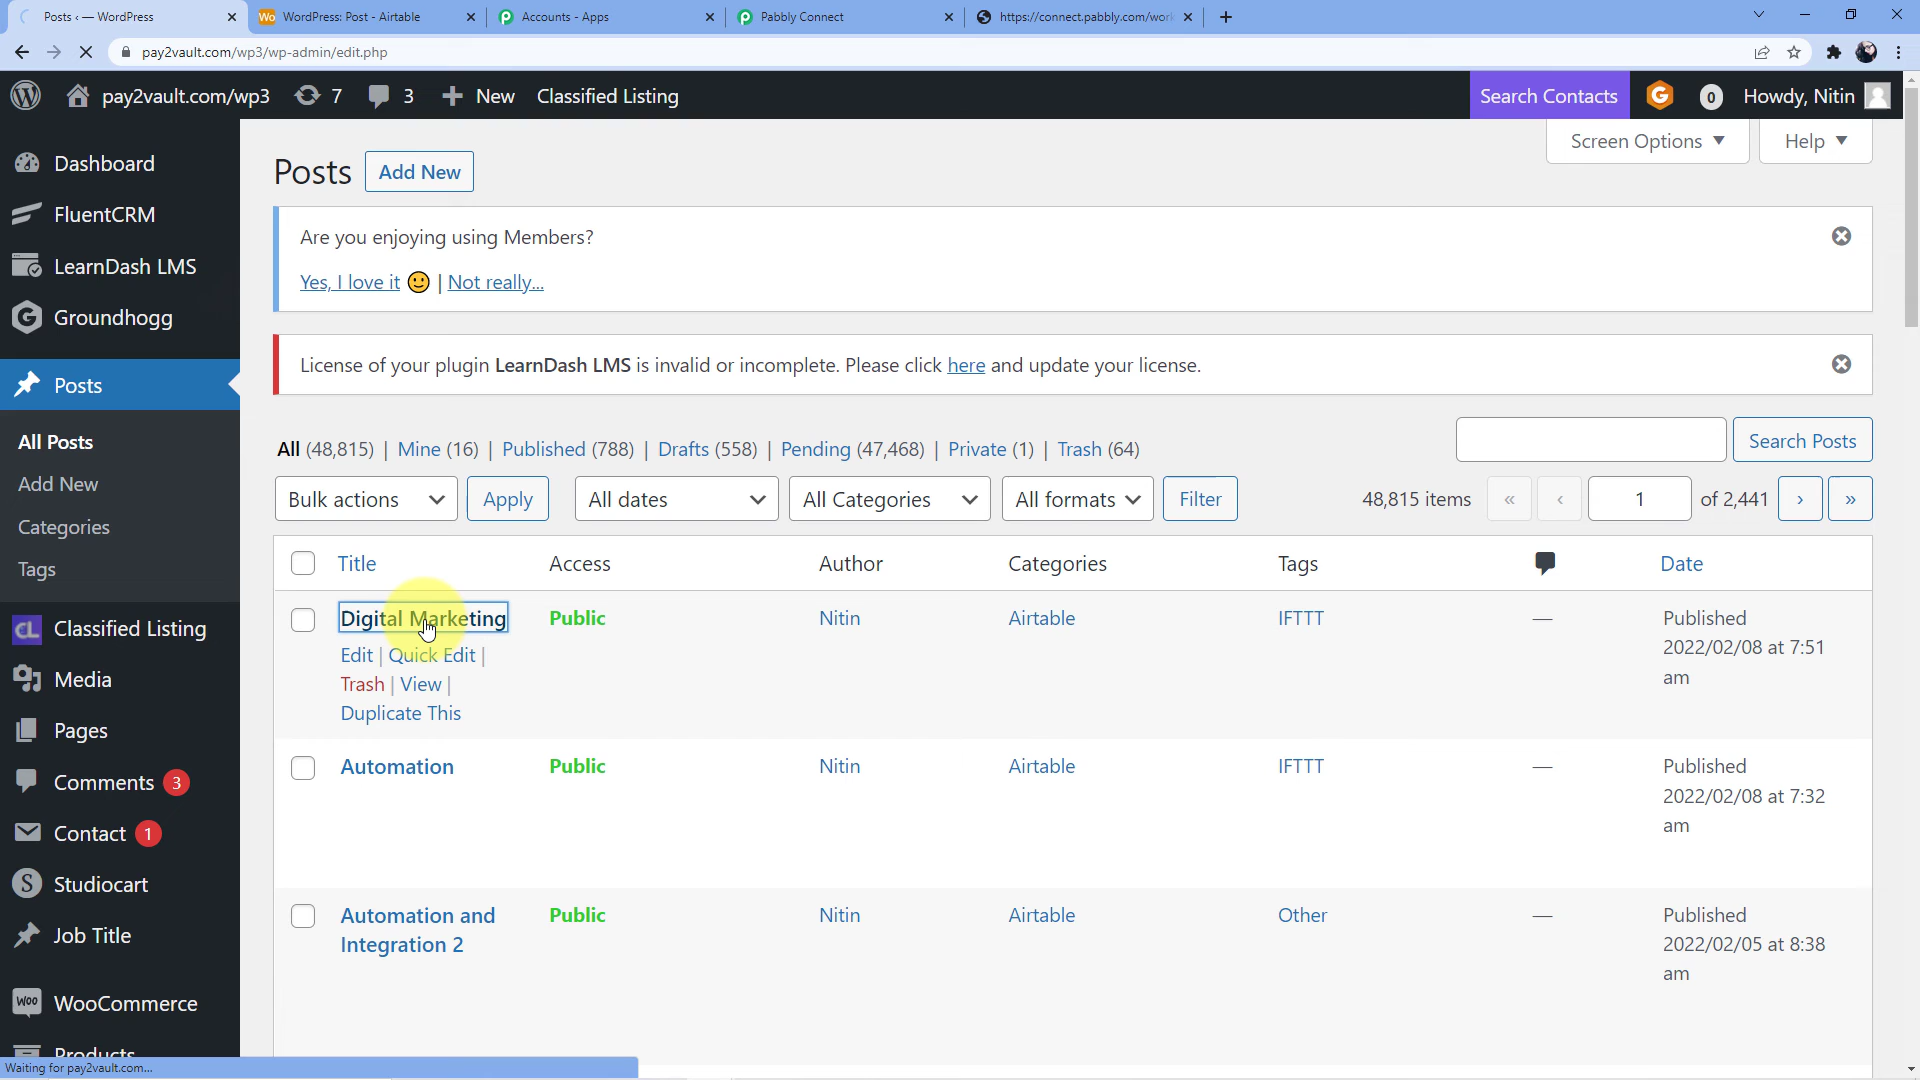 Posts ‹ — WordPress
Wo WordPress: Post - Airtable
Accounts - Apps
Pabbly Connect
https://connect.pabbly.com/work
pay2vault.com/wp3/wp-admin/edit.php
pay2vault.com/wp3 7 3 New Classified Listing Search Contacts 0 Howdy, Nitin
Screen Options Help
Posts Add New
Are you enjoying using Members?
Yes, I love it | Not really...
License of your plugin LearnDash LMS is invalid or incomplete. Please click here and update your license.
Dashboard
FluentCRM
LearnDash LMS
Groundhogg
Posts
All Posts
Add New
Categories
Tags
CL Classified Listing
Media
Pages
Comments 3
Contact 1
Studiocart
Job Title
Woo WooCommerce
Products
All (48,815) | Mine (16) | Published (788) | Drafts (558) | Pending (47,468) | Private (1) | Trash (64)
Search Posts
Bulk actions Apply All dates All Categories All formats Filter 48,815 items « ‹ 1 of 2,441 › »
Title Access Author Categories Tags Date
Digital Marketing Public Nitin Airtable IFTTT — Published
2022/02/08 at 7:51
am
Edit | Quick Edit |
Trash | View |
Duplicate This
Automation Public Nitin Airtable IFTTT — Published
2022/02/08 at 7:32
am
Automation and
Integration 2 Public Nitin Airtable Other — Published
2022/02/05 at 8:38
am
Waiting for pay2vault.com...